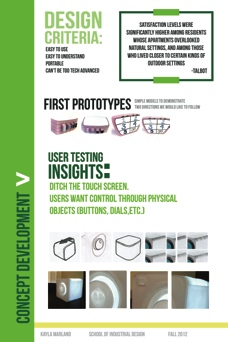 DESIGN
CRITERIA:
EASY TO USE
EASY TO UNDERSTAND
PORTABLE
CAN'T BE TOO TECH ADVANCED
SATISFACTION LEVELS WERE
SIGNIFICANTLY HIGHER AMONG RESIDENTS
WHOSE APARTMENTS OVERLOOKED
NATURAL SETTINGS, AND AMONG THOSE
WHO LIVED CLOSER TO CERTAIN KINDS OF
OUTDOOR SETTINGS
-TALBOT
FIRST PROTOTYPES
SIMPLE MODELS TO DEMONSTRATE
TWO DIRECTIONS WE WOULD LIKE TO FOLLOW
USER TESTING
INSIGHTS:
DITCH THE TOUCH SCREEN.
USERS WANT CONTROL THROUGH PHYSICAL
OBJECTS (BUTTONS, DIALS,ETC.)
CONCEPT DEVELOPMENT >
KAYLA MARLAND
SCHOOL OF INDUSTRIAL DESIGN
FALL 2012